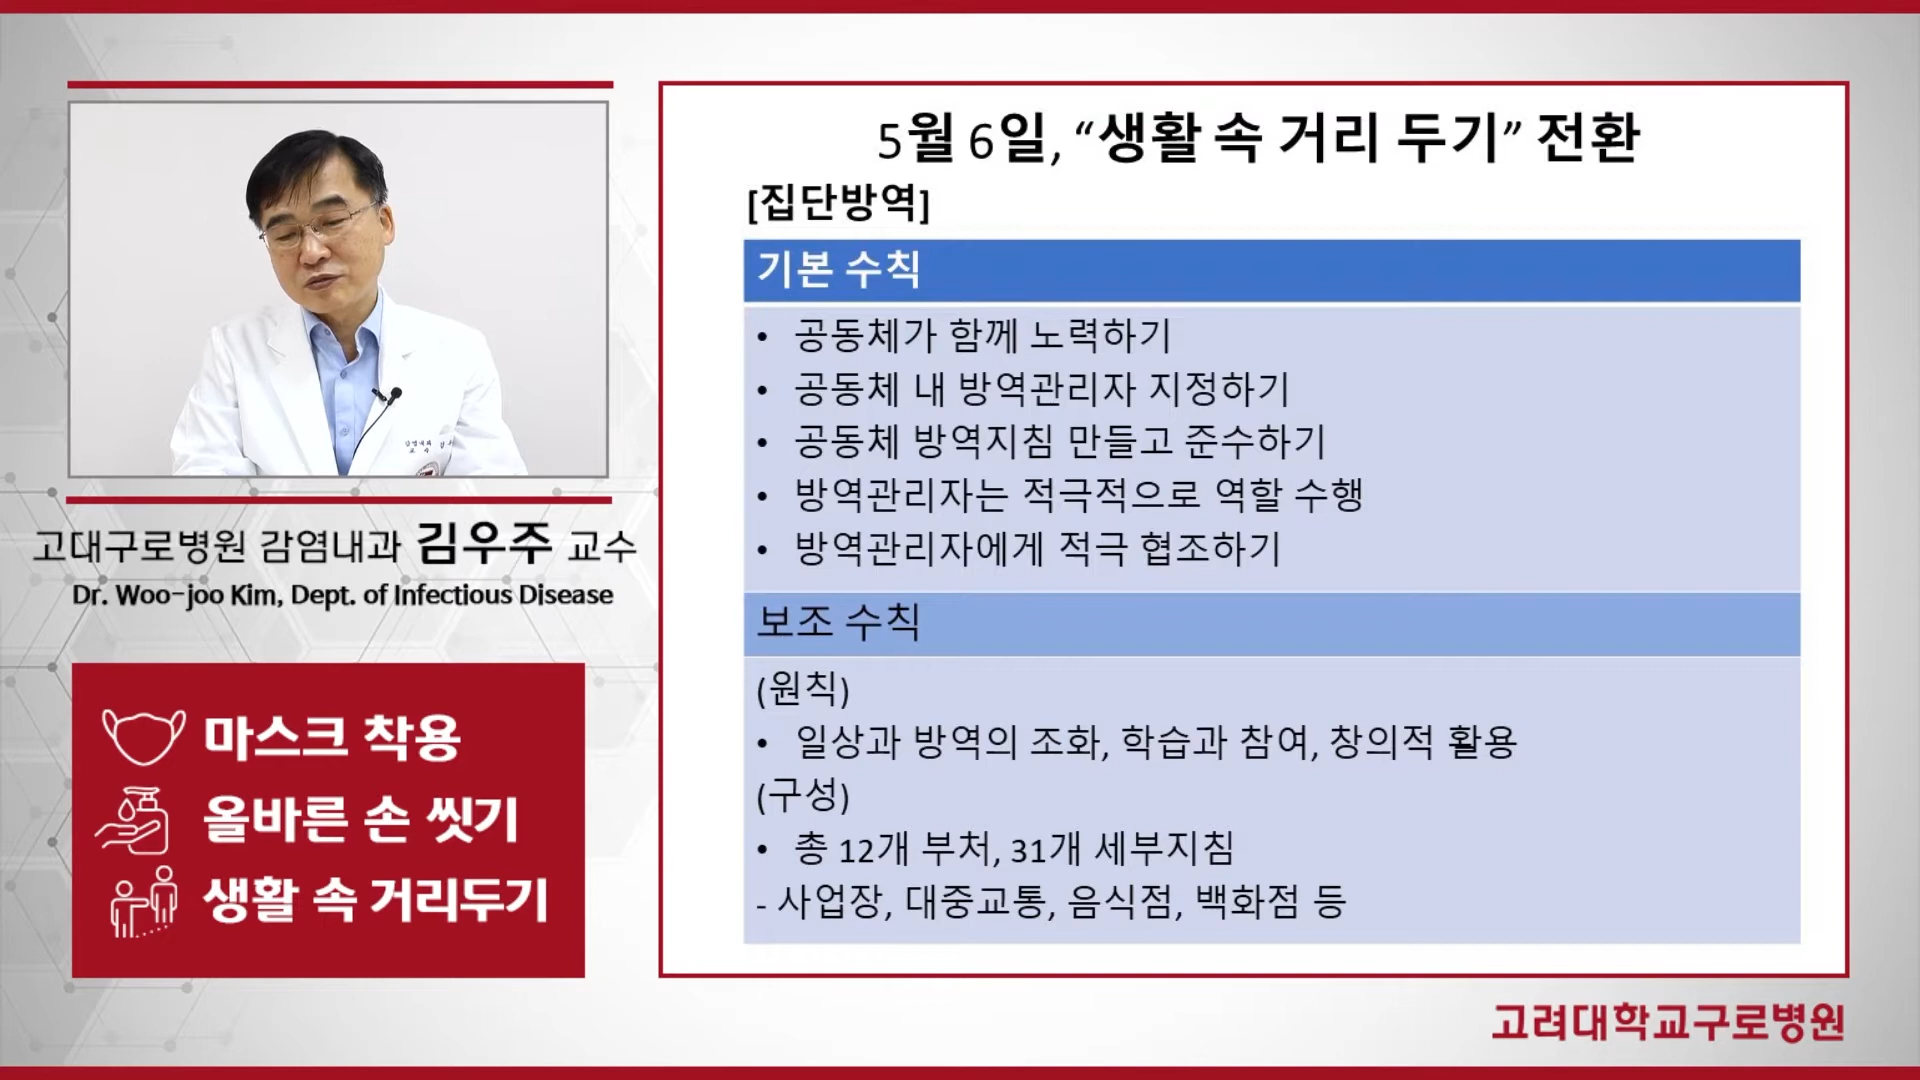 5월 6일, “생활 속 거리 두기” 전환
[집단방역]
기본 수칙
• 공동체가 함께 노력하기
• 공동체 내 방역관리자 지정하기
• 공동체 방역지침 만들고 준수하기
• 방역관리자는 적극적으로 역할 수행
• 방역관리자에게 적극 협조하기
보조 수칙
(원칙)
• 일상과 방역의 조화, 학습과 참여, 창의적 활용
(구성)
• 총 12개 부처, 31개 세부지침
- 사업장, 대중교통, 음식점, 백화점 등
감염내과
교수
고대구로병원 감염내과 김우주 교수
Dr. Woo-joo Kim, Dept. of Infectious Disease
마스크 착용
올바른 손 씻기
생활 속 거리두기
고려대학교구로병원